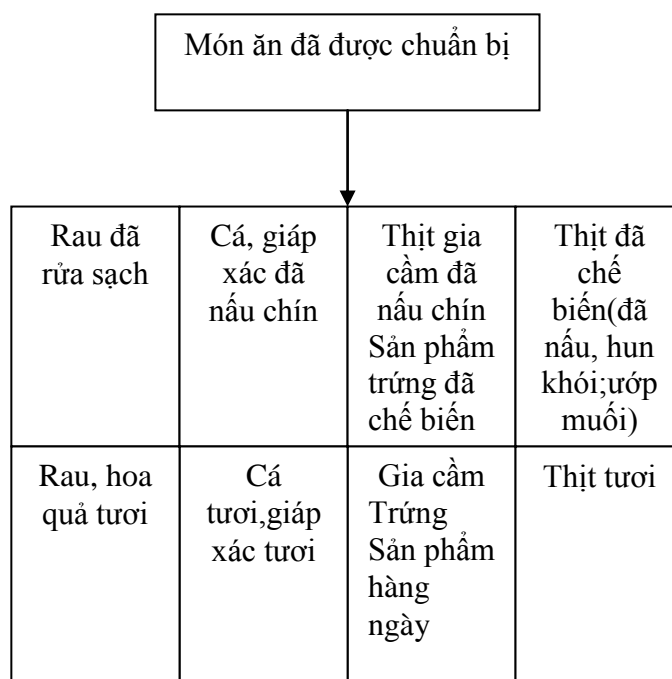 Món ăn đã được chuẩn bị
Rau đã
rửa sạch
Cá, giáp
xác đã
nấu chín
Thịt gia
cầm đã
nấu chín
Sản phẩm
trứng đã
chế biến
Thịt đã
chế
biến(đã
nấu, hun
khói;ướp
muối)
Rau, hoa
quả tươi
Cá
tươi,giáp
xác tươi
Gia cầm
Trứng
Sản phẩm
hàng
ngày
Thịt tươi